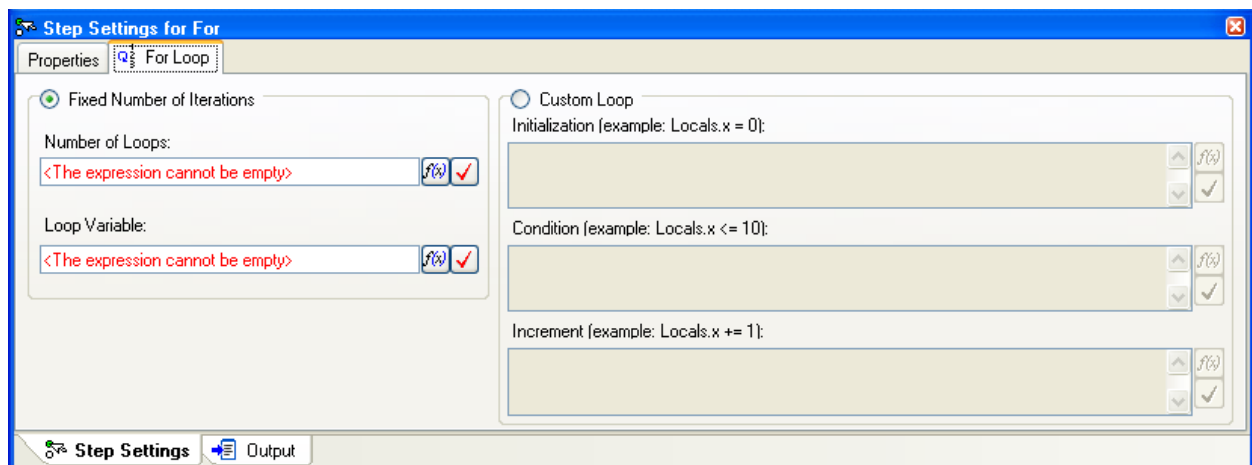 Step Settings for For
Properties
For Loop
Fixed Number of Iterations
Number of Loops:
<The expression cannot be empty>
f(x)
Loop Variable:
<The expression cannot be empty>
f(x)
Custom Loop
Initialization (example: Locals.x = 0):
f(x)
Condition (example: Locals.x <= 10):
f(x)
Increment (example: Locals.x += 1):
f(x)
Step Settings
Output